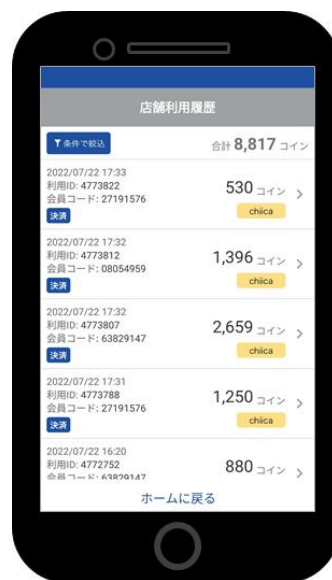 店舗利用履歴
条件で絞込
合計 8,817 コイン
2022/07/22 17:33
利用ID: 4773822
会員コード: 27191576
決済
530 コイン
chiica
2022/07/22 17:32
利用ID: 4773812
会員コード: 08054959
決済
1,396 コイン
chiica
2022/07/22 17:32
利用ID: 4773807
会員コード: 63829147
決済
2,659 コイン
chiica
2022/07/22 17:31
利用ID: 4773788
会員コード: 27191576
決済
1,250 コイン
chiica
2022/07/22 16:20
利用ID: 4772752
会員コード: 63829147
880 コイン
ホームに戻る